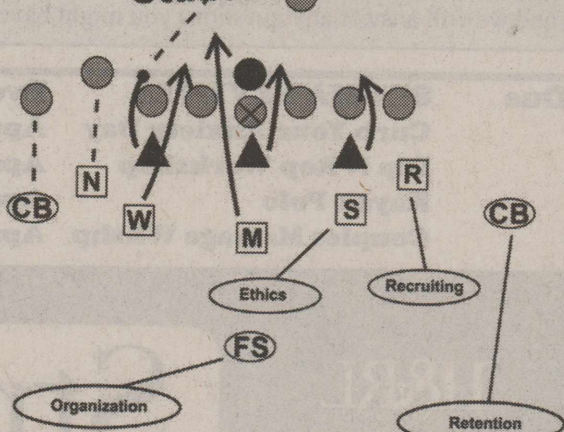 N
R
CB
W
S
CB
M
Ethics
Recruiting
FS
Organization
Retention